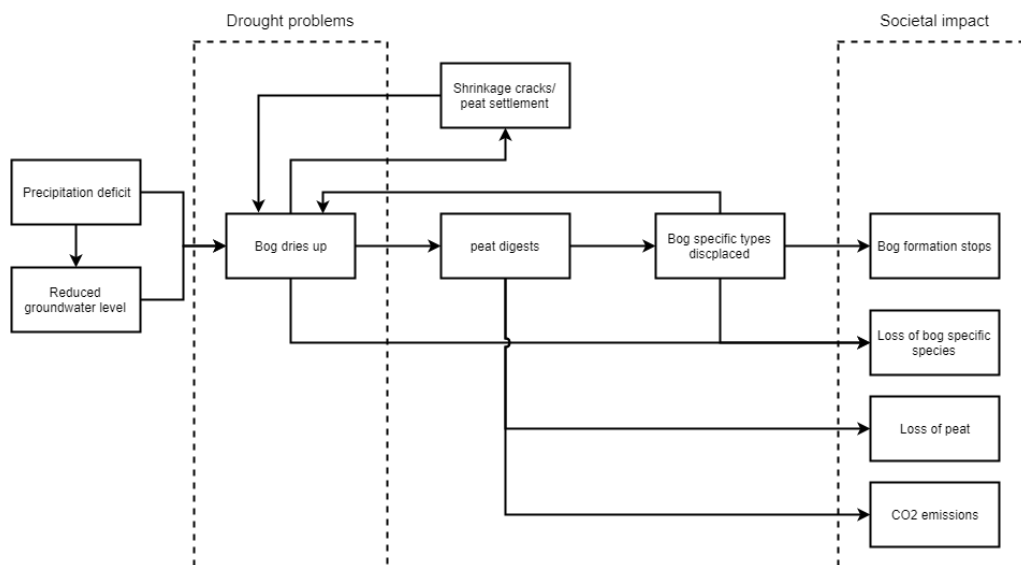 Drought problems
Societal impact
Shrinkage cracks/
peat settlement
Precipitation deficit
Bog dries up
peat digests
Bog specific types
discplaced
Bog formation stops
Reduced
groundwater level
Loss of bog specific
species
Loss of peat
CO2 emissions